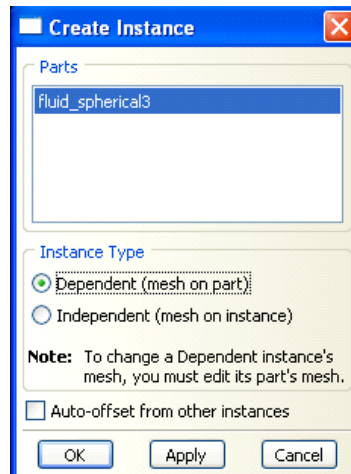 Create Instance
Parts
fluid_spherical3
Instance Type
Dependent (mesh on part)
Independent (mesh on instance)
Note: To change a Dependent instance's
mesh, you must edit its part's mesh.
Auto-offset from other instances
OK Apply Cancel